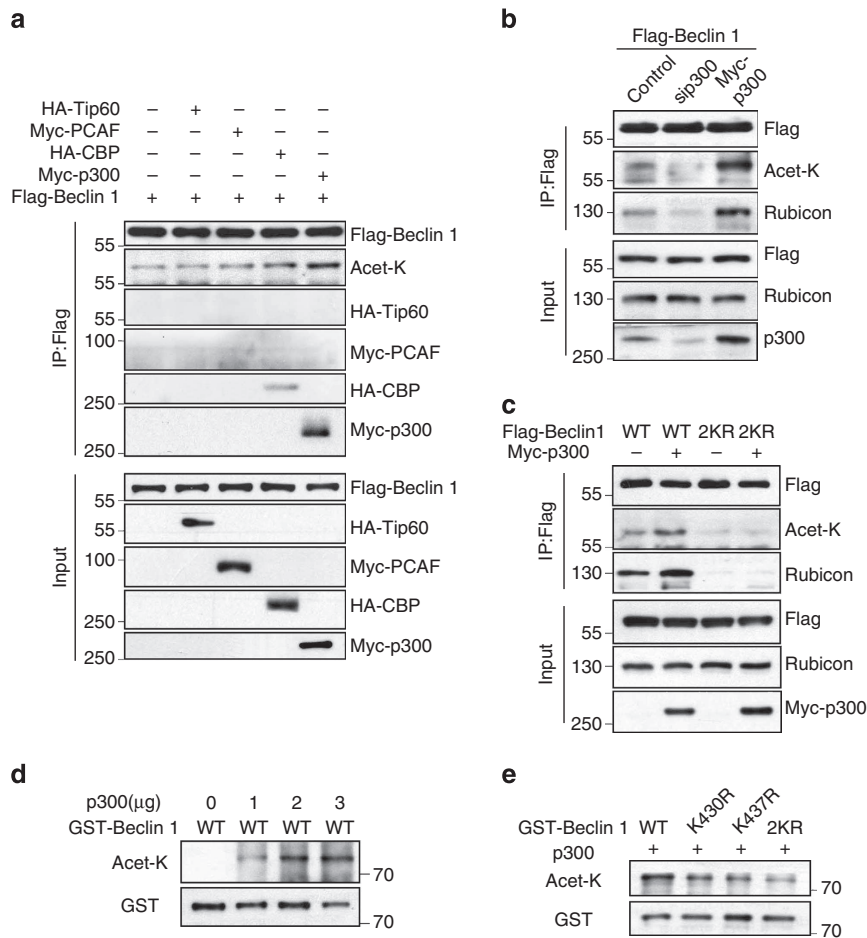 a
HA-Tip60 – + – – –
Myc-PCAF – – + – –
HA-CBP – – – + –
Myc-p300 – – – – +
Flag-Beclin 1 + + + + +
IP:Flag
55 Flag-Beclin 1
55 Acet-K
55 HA-Tip60
100 Myc-PCAF
250 HA-CBP
250 Myc-p300
Input
55 Flag-Beclin 1
55 HA-Tip60
100 Myc-PCAF
250 HA-CBP
250 Myc-p300
b
Flag-Beclin 1
Control sip300 Myc-p300
IP:Flag
55 Flag
55 Acet-K
130 Rubicon
Input
55 Flag
130 Rubicon
250 p300
c
Flag-Beclin1 WT WT 2KR 2KR
Myc-p300 – + – +
IP:Flag
55 Flag
55 Acet-K
130 Rubicon
Input
55 Flag
130 Rubicon
250 Myc-p300
d
p300(μg) 0 1 2 3
GST-Beclin 1 WT WT WT WT
Acet-K 70
GST 70
e
GST-Beclin 1 WT K430R K437R 2KR
p300 + + + +
Acet-K 70
GST 70